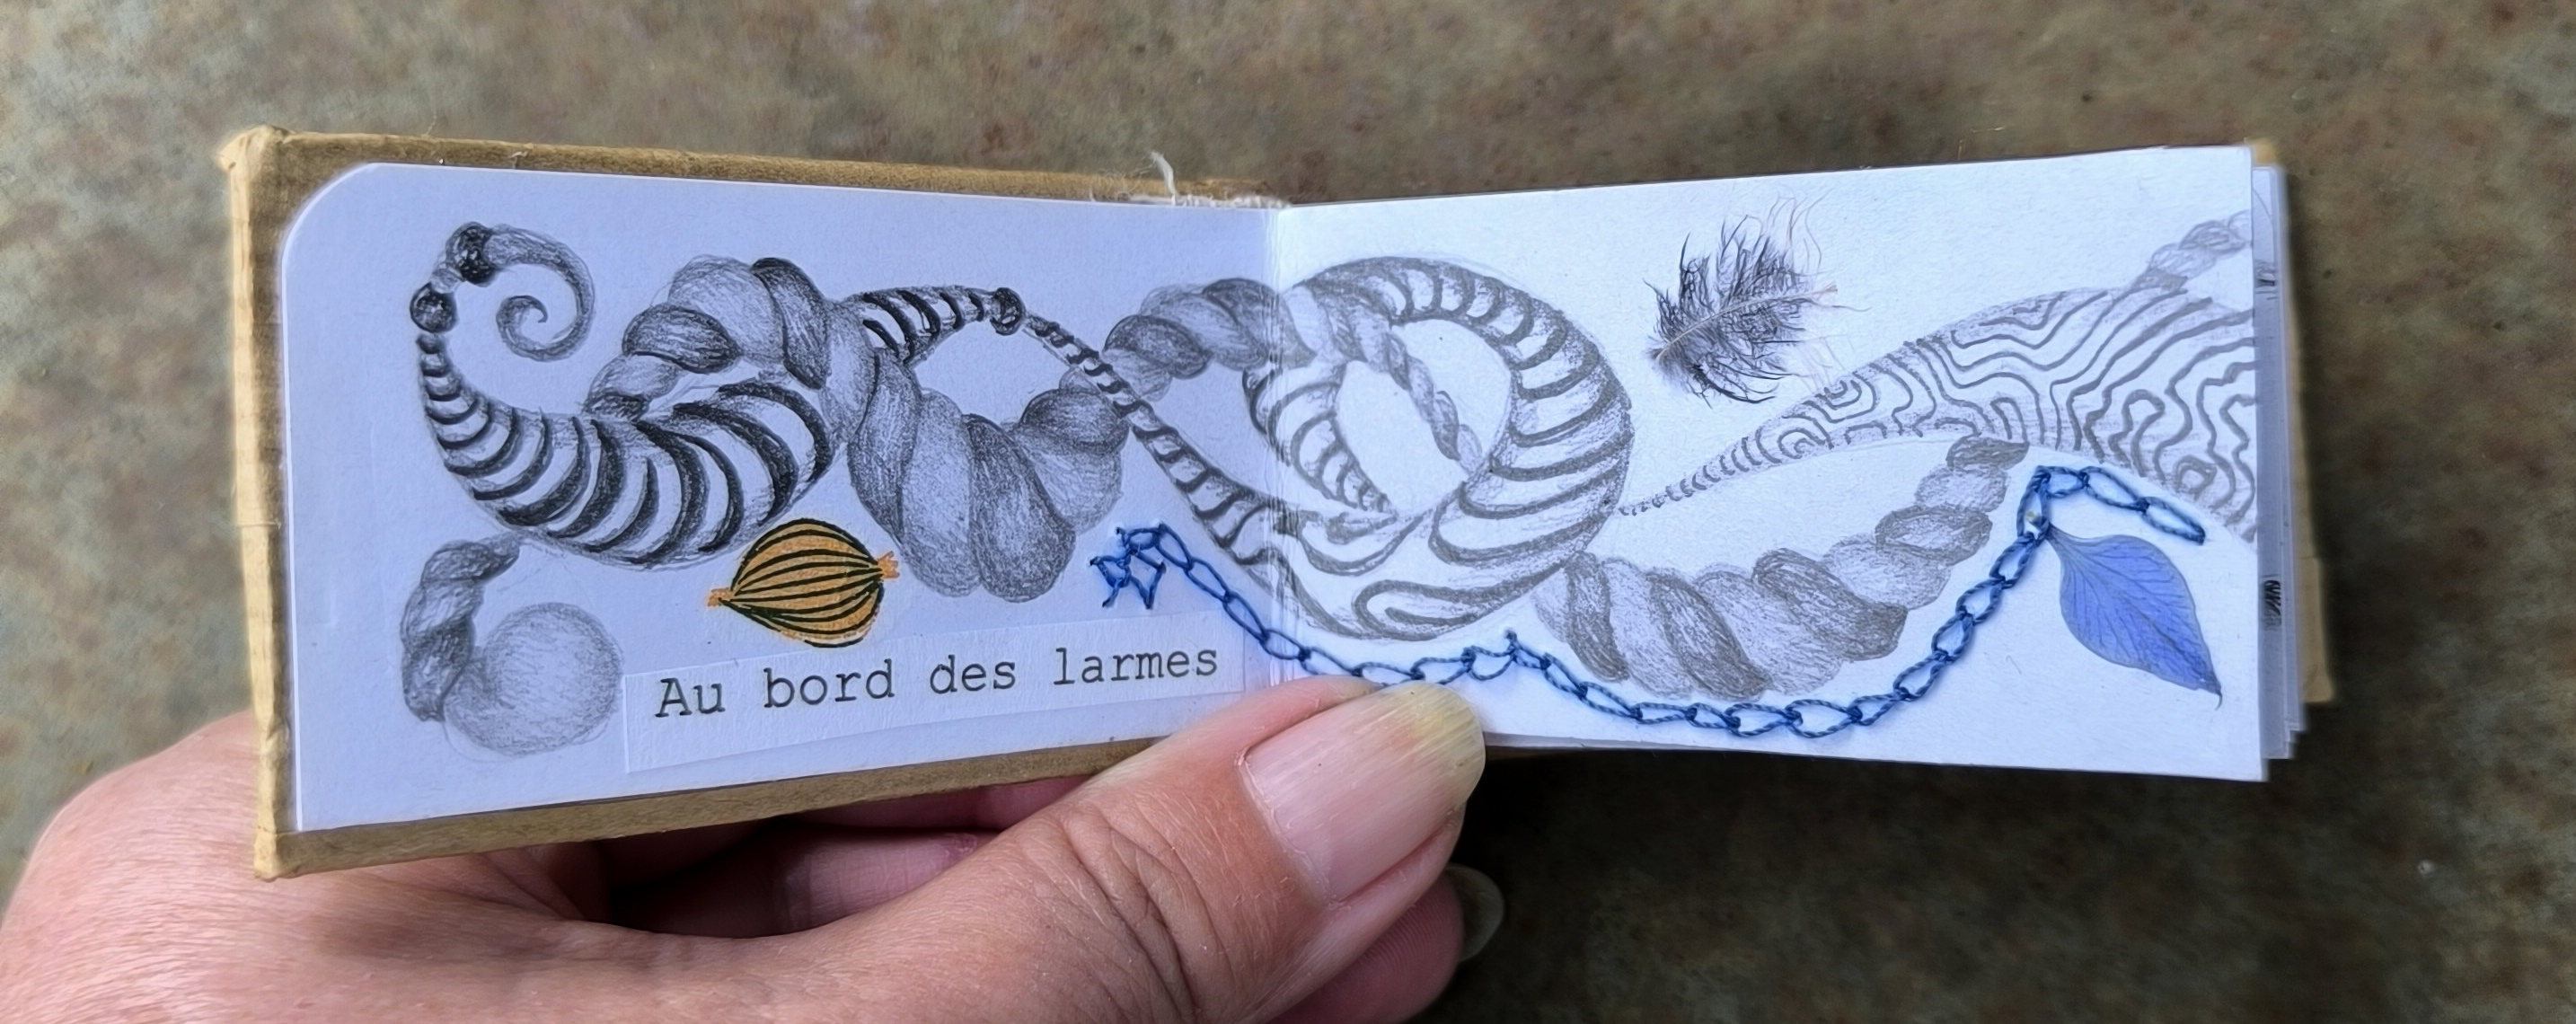 Au bord des larmes